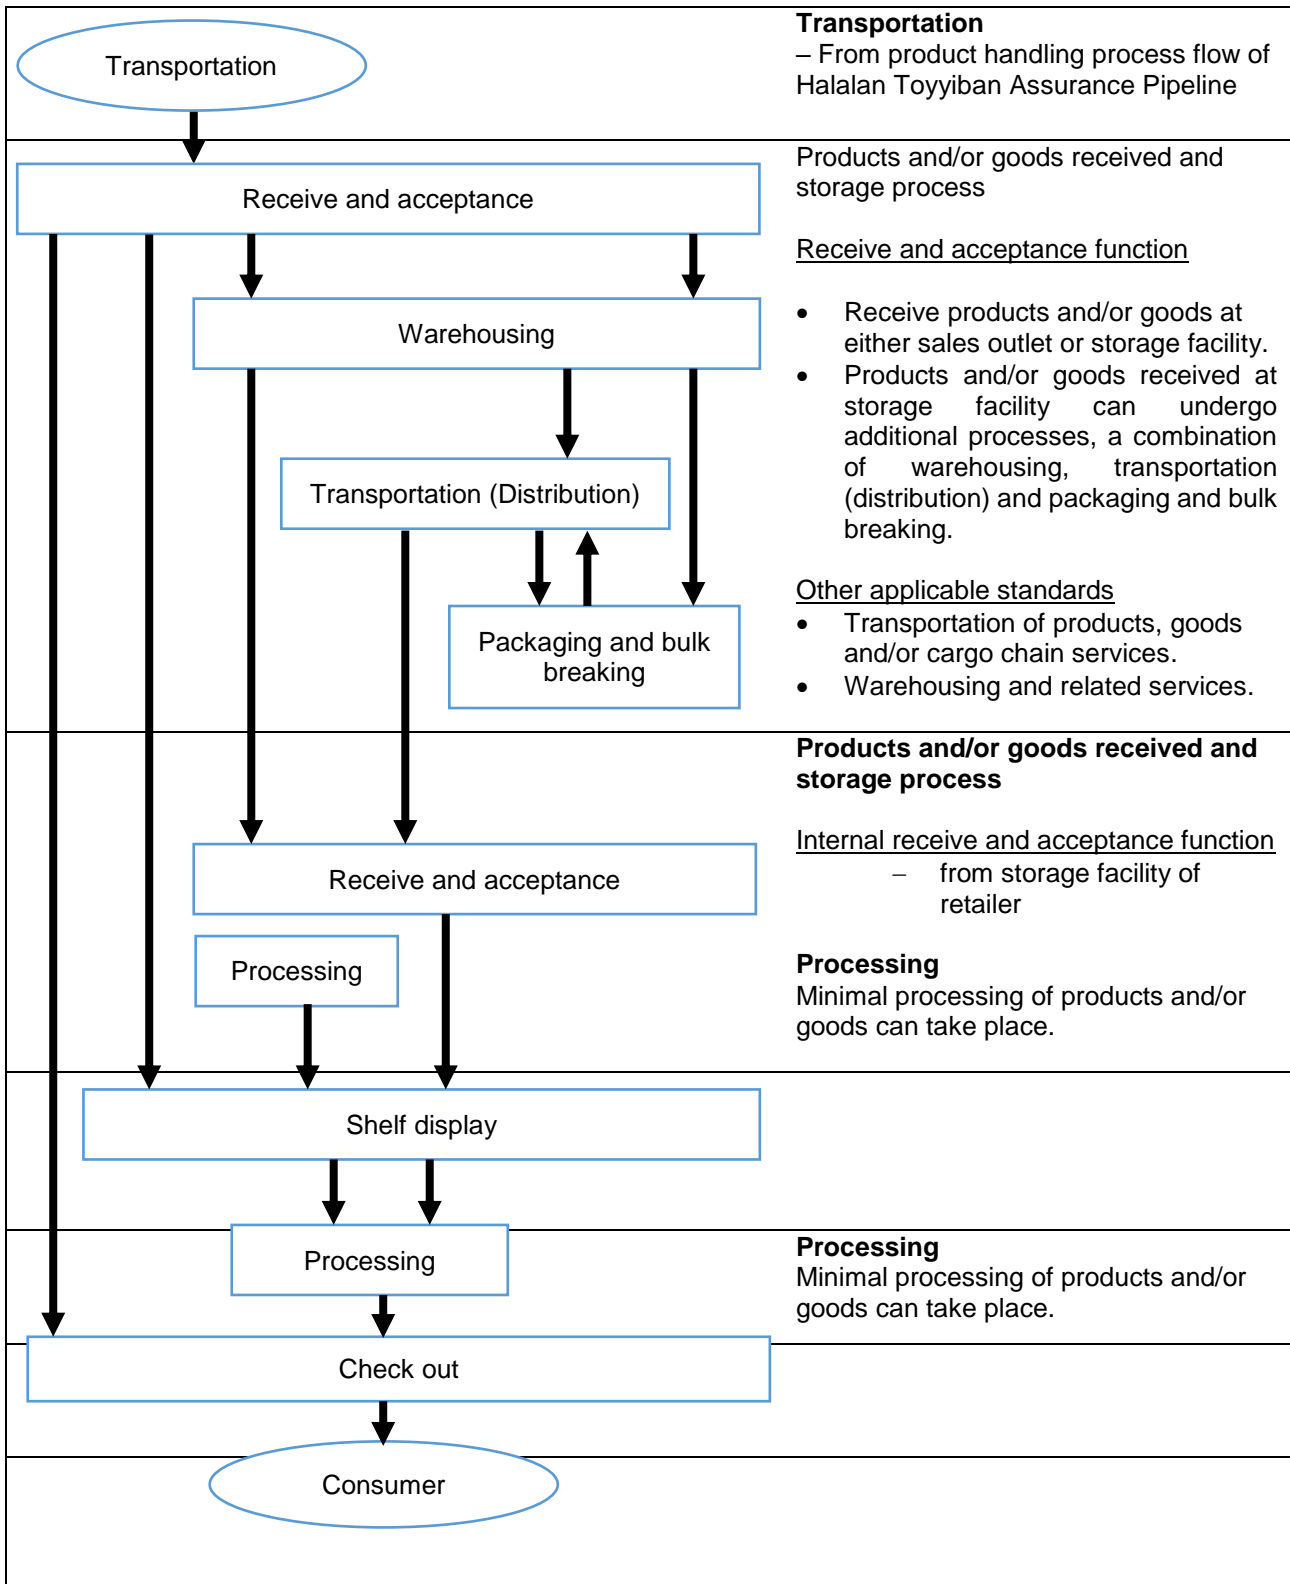 Transportation
Transportation
– From product handling process flow of
Halalan Toyyiban Assurance Pipeline
Receive and acceptance
Warehousing
Transportation (Distribution)
Packaging and bulk
breaking
Products and/or goods received and
storage process
Receive and acceptance function
• Receive products and/or goods at
either sales outlet or storage facility.
• Products and/or goods received at
storage facility can undergo
additional processes, a combination
of warehousing, transportation
(distribution) and packaging and bulk
breaking.
Other applicable standards
• Transportation of products, goods
and/or cargo chain services.
• Warehousing and related services.
Receive and acceptance
Processing
Products and/or goods received and
storage process
Internal receive and acceptance function
– from storage facility of
retailer
Processing
Minimal processing of products and/or
goods can take place.
Shelf display
Processing
Processing
Minimal processing of products and/or
goods can take place.
Check out
Consumer